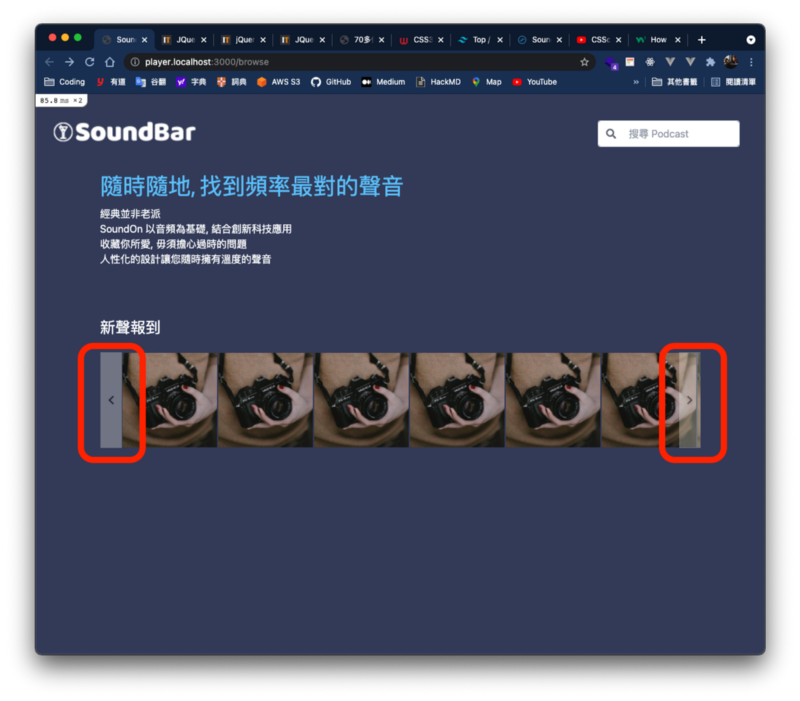 Soun
JQue
jQuer
JQue
70多
CSS
Top /
Soun
CSSc
How
player.localhost:3000/browse
Coding 有道 谷翻 字典 詞典 AWS S3 GitHub Medium HackMD Map YouTube » 其他書籤 閱讀清單
85.8 ms ×2
SoundBar
搜尋 Podcast
隨時隨地, 找到頻率最對的聲音
經典並非老派
SoundOn 以音頻為基礎, 結合創新科技應用
收藏你所愛, 毋須擔心過時的問題
人性化的設計讓您隨時擁有溫度的聲音
新聲報到